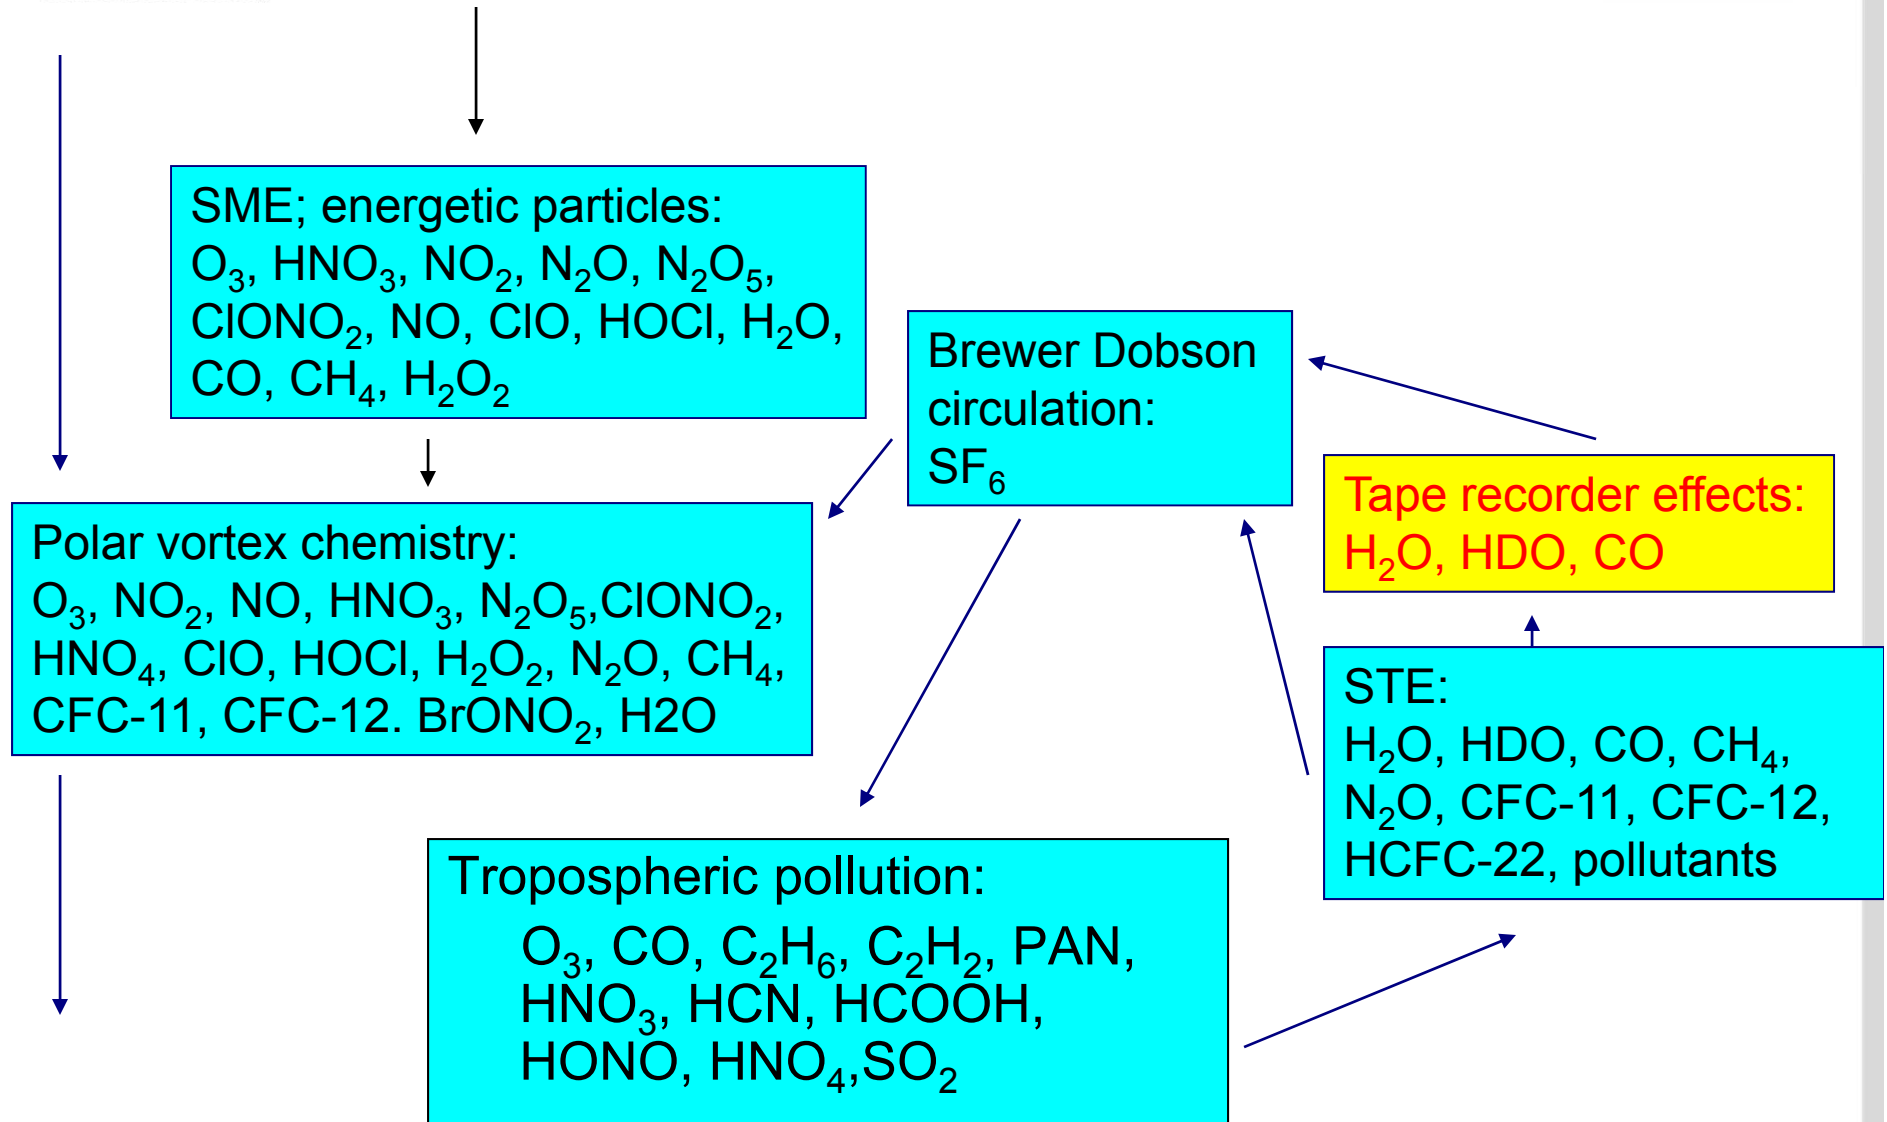 SME; energetic particles:
O₃, HNO₃, NO₂, N₂O, N₂O₅,
ClONO₂, NO, ClO, HOCl, H₂O,
CO, CH₄, H₂O₂
Brewer Dobson
circulation:
SF₆
Tape recorder effects:
H₂O, HDO, CO
Polar vortex chemistry:
O₃, NO₂, NO, HNO₃, N₂O₅,ClONO₂,
HNO₄, ClO, HOCl, H₂O₂, N₂O, CH₄,
CFC-11, CFC-12. BrONO₂, H2O
STE:
H₂O, HDO, CO, CH₄,
N₂O, CFC-11, CFC-12,
HCFC-22, pollutants
Tropospheric pollution:
O₃, CO, C₂H₆, C₂H₂, PAN,
HNO₃, HCN, HCOOH,
HONO, HNO₄,SO₂